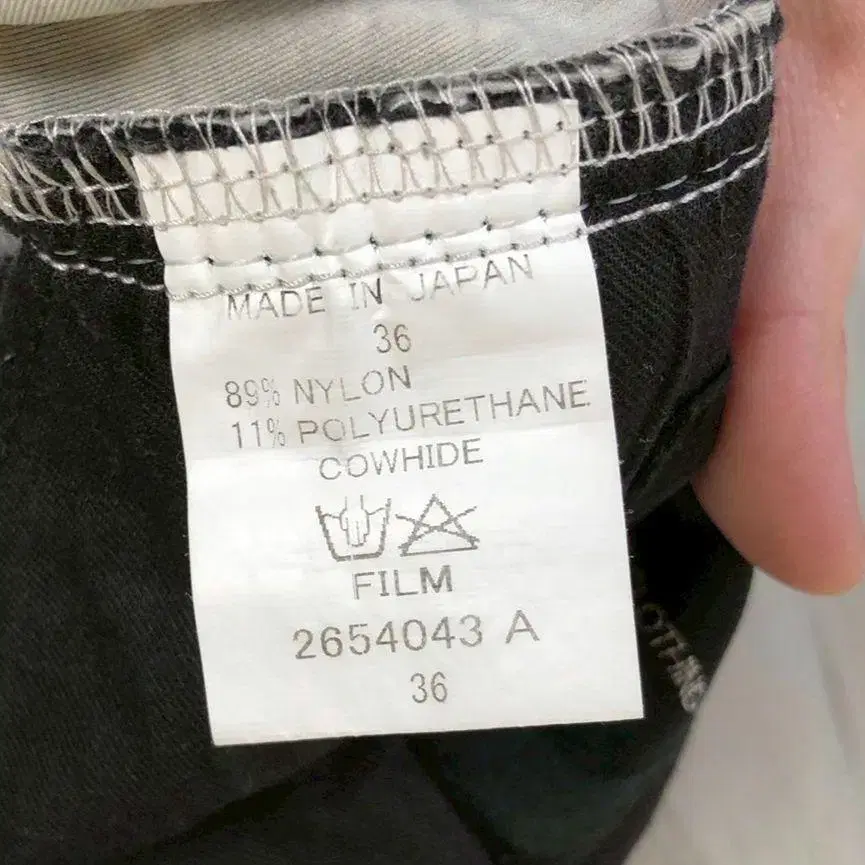 MADE IN JAPAN
36
89% NYLON
11% POLYURETHANE
COWHIDE
FILM
2654043 A
36